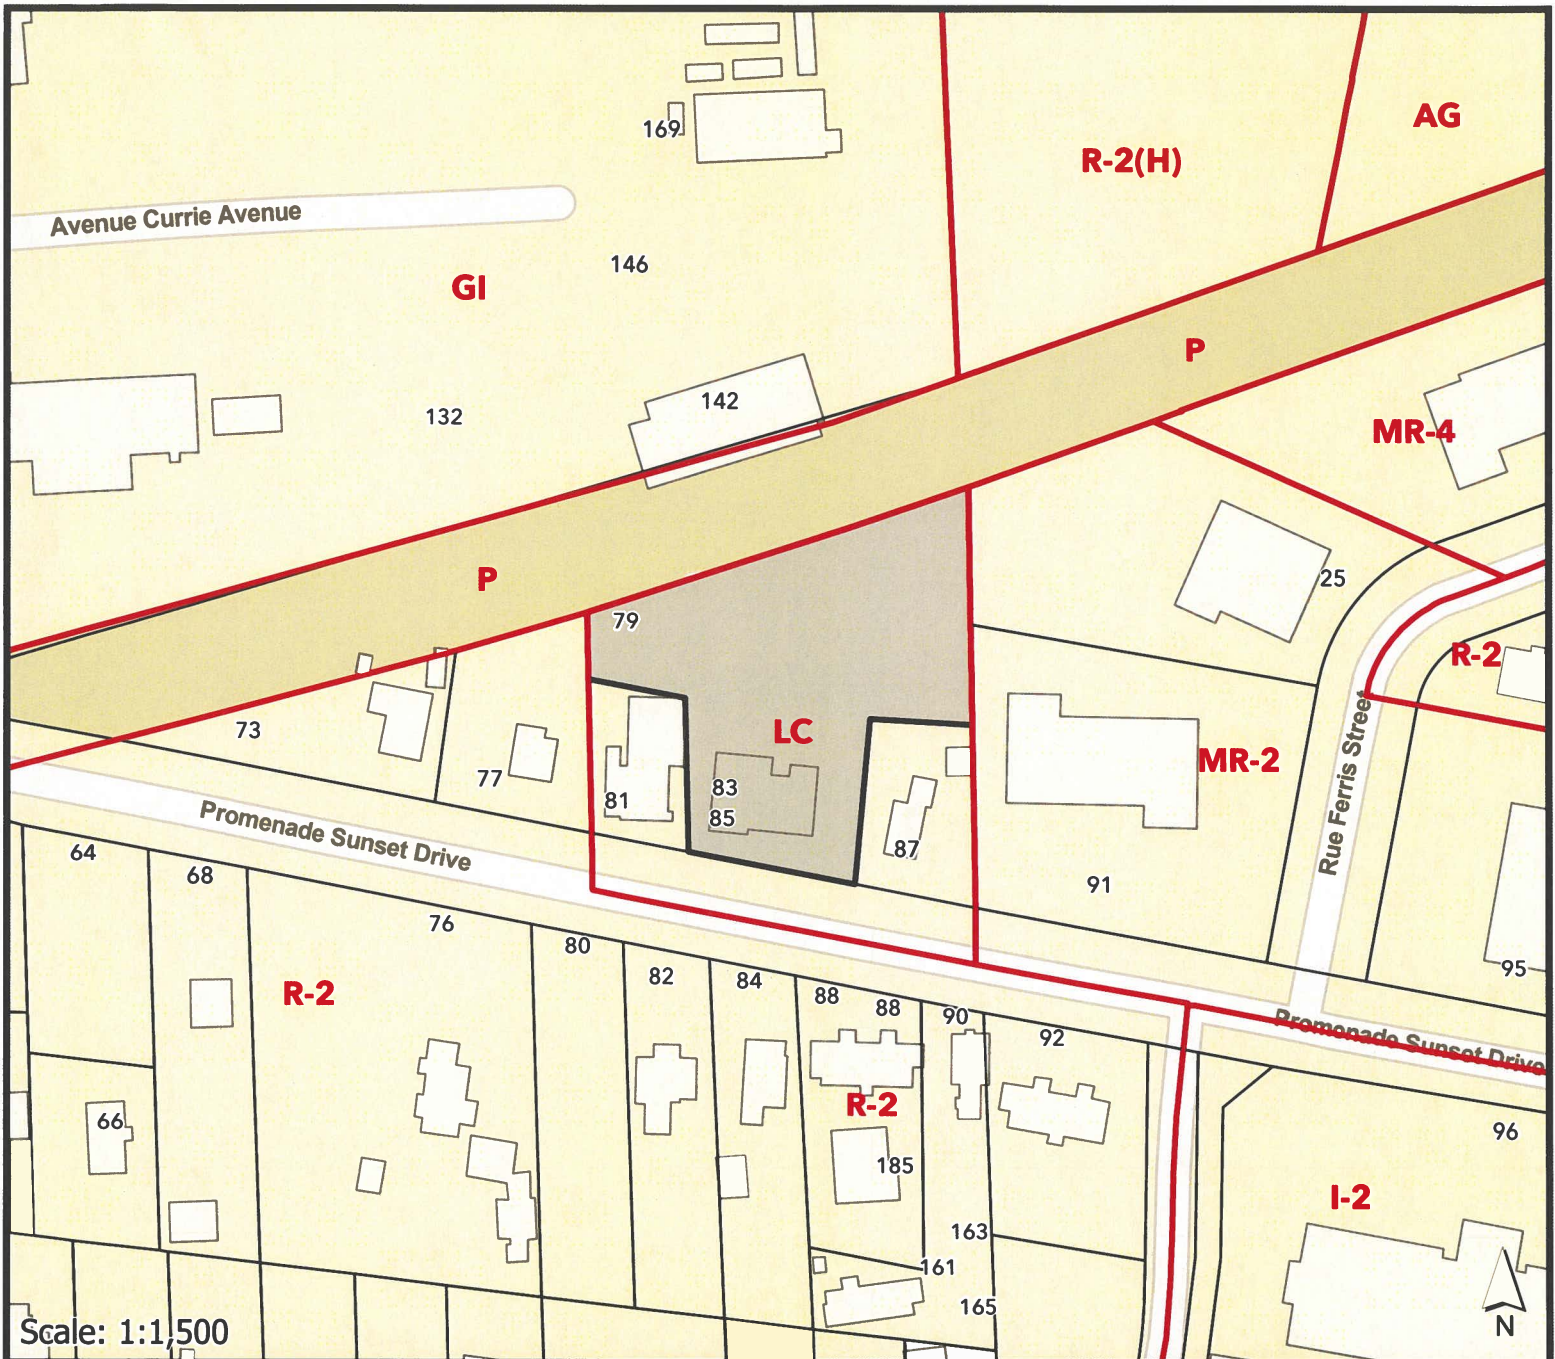 169
AG
R-2(H)
Avenue Currie Avenue
146
GI
P
142
132
MR-4
25
P
79
R-2
73
LC
77
MR-2
83
81
85
Rue Ferris Street
Promenade Sunset Drive
87
64
68
91
76
80
82
84
88
88
90
92
95
R-2
Promenade Sunset Drive
66
R-2
96
185
I-2
163
161
165
Scale: 1:1,500
N